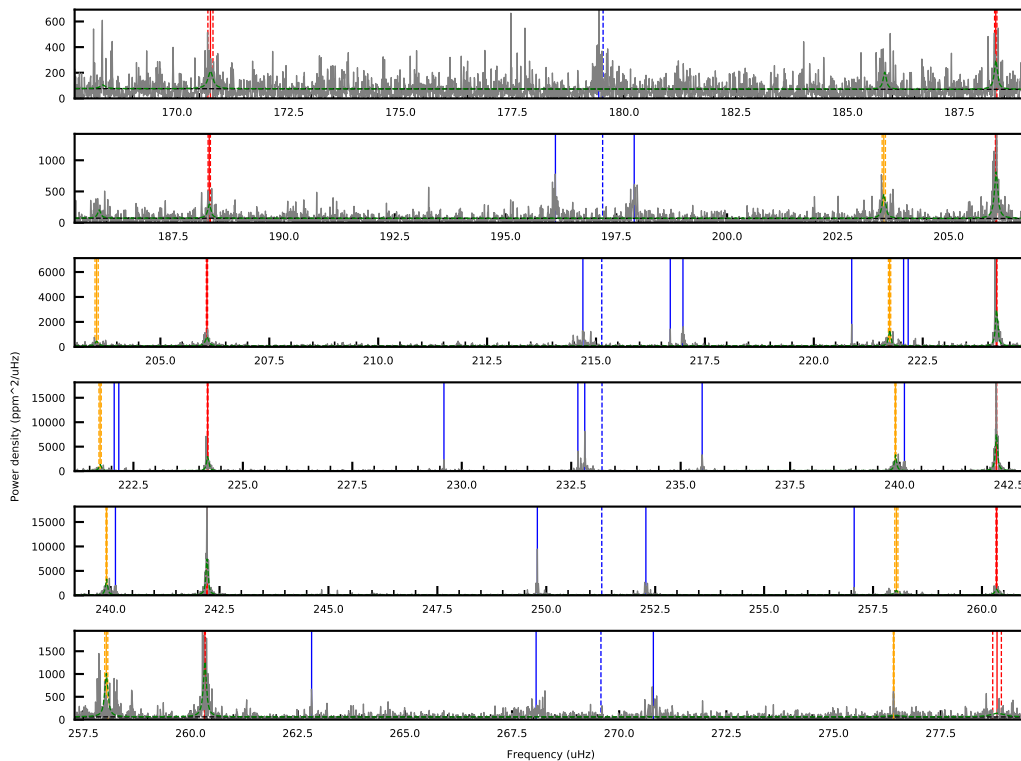 600
400
200
0
170.0 172.5 175.0 177.5 180.0 182.5 185.0 187.5
1000
500
0
187.5 190.0 192.5 195.0 197.5 200.0 202.5 205.0
6000
4000
2000
0
205.0 207.5 210.0 212.5 215.0 217.5 220.0 222.5
Power density (ppm^2/uHz)
15000
10000
5000
0
222.5 225.0 227.5 230.0 232.5 235.0 237.5 240.0 242.5
15000
10000
5000
0
240.0 242.5 245.0 247.5 250.0 252.5 255.0 257.5 260.0
1500
1000
500
0
257.5 260.0 262.5 265.0 267.5 270.0 272.5 275.0 277.5
Frequency (uHz)